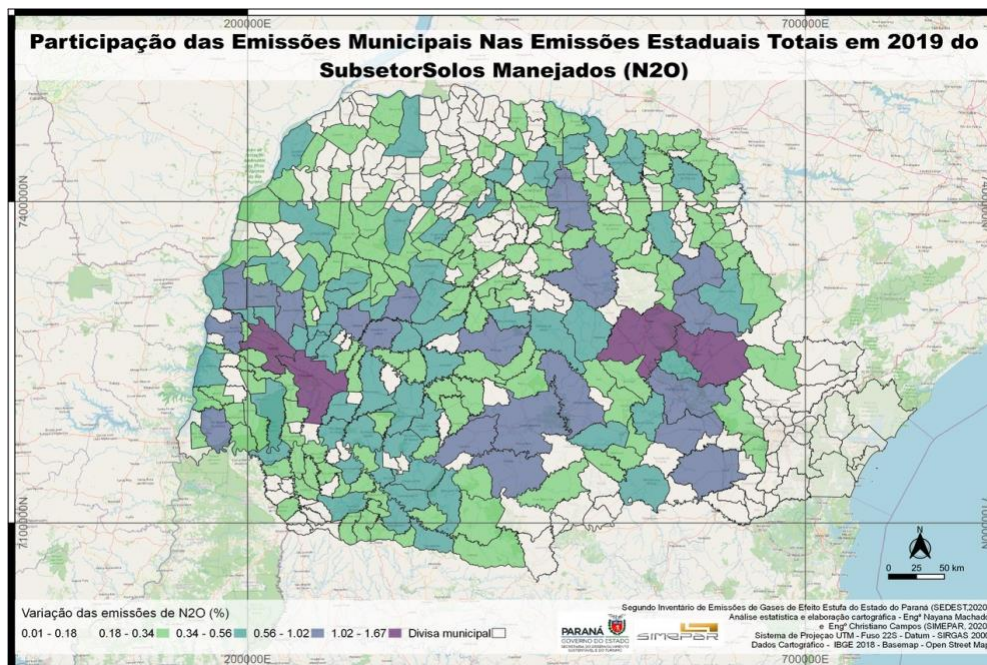 200000E 700000E
Participação das Emissões Municipais Nas Emissões Estaduais Totais em 2019 do
SubsetorSolos Manejados (N2O)
7400000N 7400000N
7100000N 7100000N
N
0 25 50 km
Variação das emissões de N2O (%)
0.01 - 0.18 0.18 - 0.34 0.34 - 0.56 0.56 - 1.02 1.02 - 1.67 Divisa municipal
PARANÁ
GOVERNO DO ESTADO
SIMEPAR
Segundo Inventário de Emissões de Gases de Efeito Estufa do Estado do Paraná (SEDEST,2020
Análise estatística e elaboração cartográfica - Engª Nayana Machado
e Engº Christiano Campos (SIMEPAR, 2020
Sistema de Projeçao UTM - Fuso 22S - Datum - SIRGAS 2000
Dados Cartográfico - IBGE 2018 - Basemap - Open Street Map
200000E 700000E